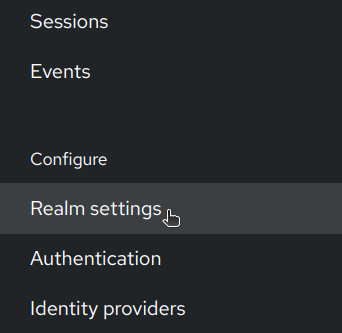 Sessions
Events
Configure
Realm settings
Authentication
Identity providers